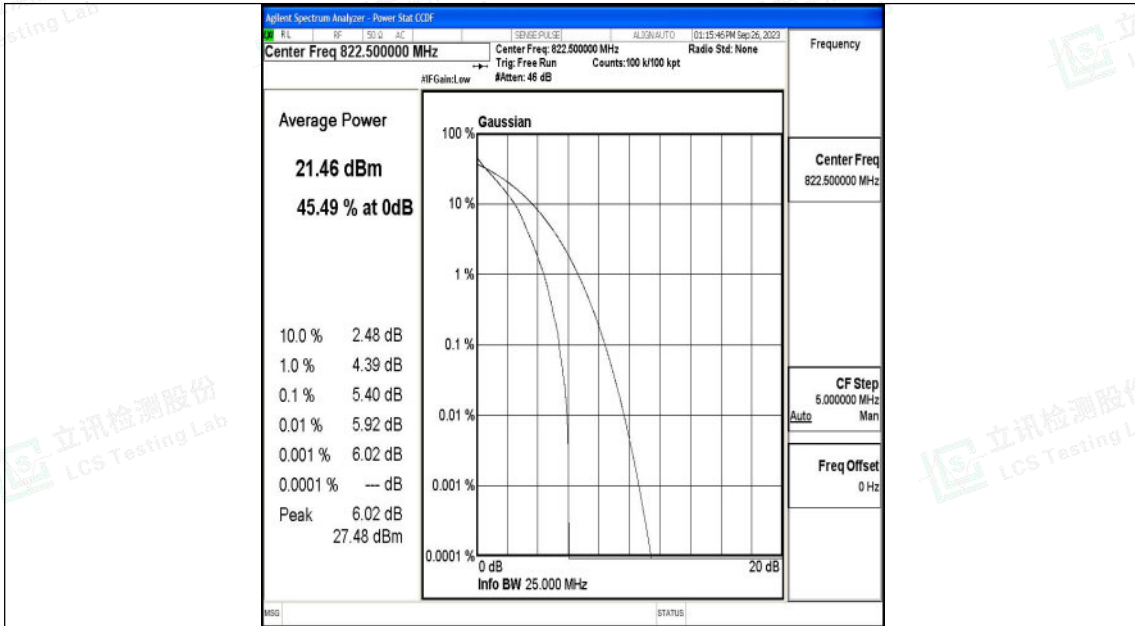 Agilent Spectrum Analyzer - Power Stat CCDF
RL RF 50 Ω AC SENSE:PULSE ALIGNAUTO 01:15:46PM Sep 26, 2023
Center Freq 822.500000 MHz
Center Freq: 822.500000 MHz Radio Std: None
Trig: Free Run Counts:100 k/100 kpt
#IFGain:Low #Atten: 46 dB
Frequency
Average Power
21.46 dBm
45.49 % at 0dB
10.0 % 2.48 dB
1.0 % 4.39 dB
0.1 % 5.40 dB
0.01 % 5.92 dB
0.001 % 6.02 dB
0.0001 % --- dB
Peak 6.02 dB
27.48 dBm
Gaussian
100 %
10 %
1 %
0.1 %
0.01 %
0.001 %
0.0001 %
0 dB 20 dB
Info BW 25.000 MHz
Center Freq
822.500000 MHz
CF Step
5.000000 MHz
Auto Man
Freq Offset
0 Hz
MSG STATUS
立讯检测股份
LCS Testing Lab
立讯检测股份
LCS Testing L
sting Lab